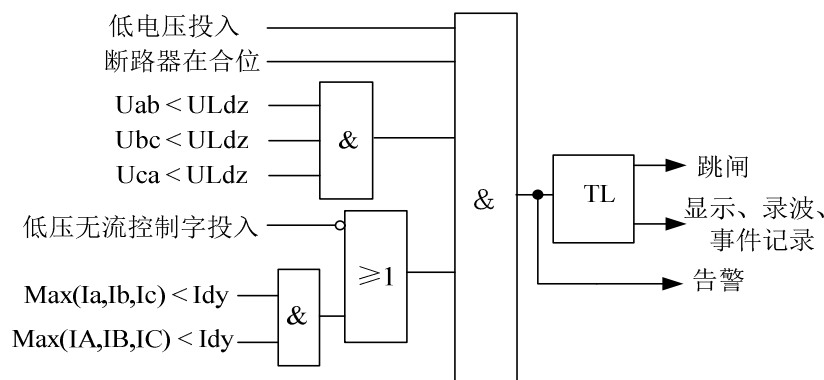 低电压投入
断路器在合位
Uab < ULdz
Ubc < ULdz
Uca < ULdz
&
低压无流控制字投入
Max(Ia,Ib,Ic) < Idy
Max(IA,IB,IC) < Idy
&
≥1
&
TL
跳闸
显示、录波、
事件记录
告警